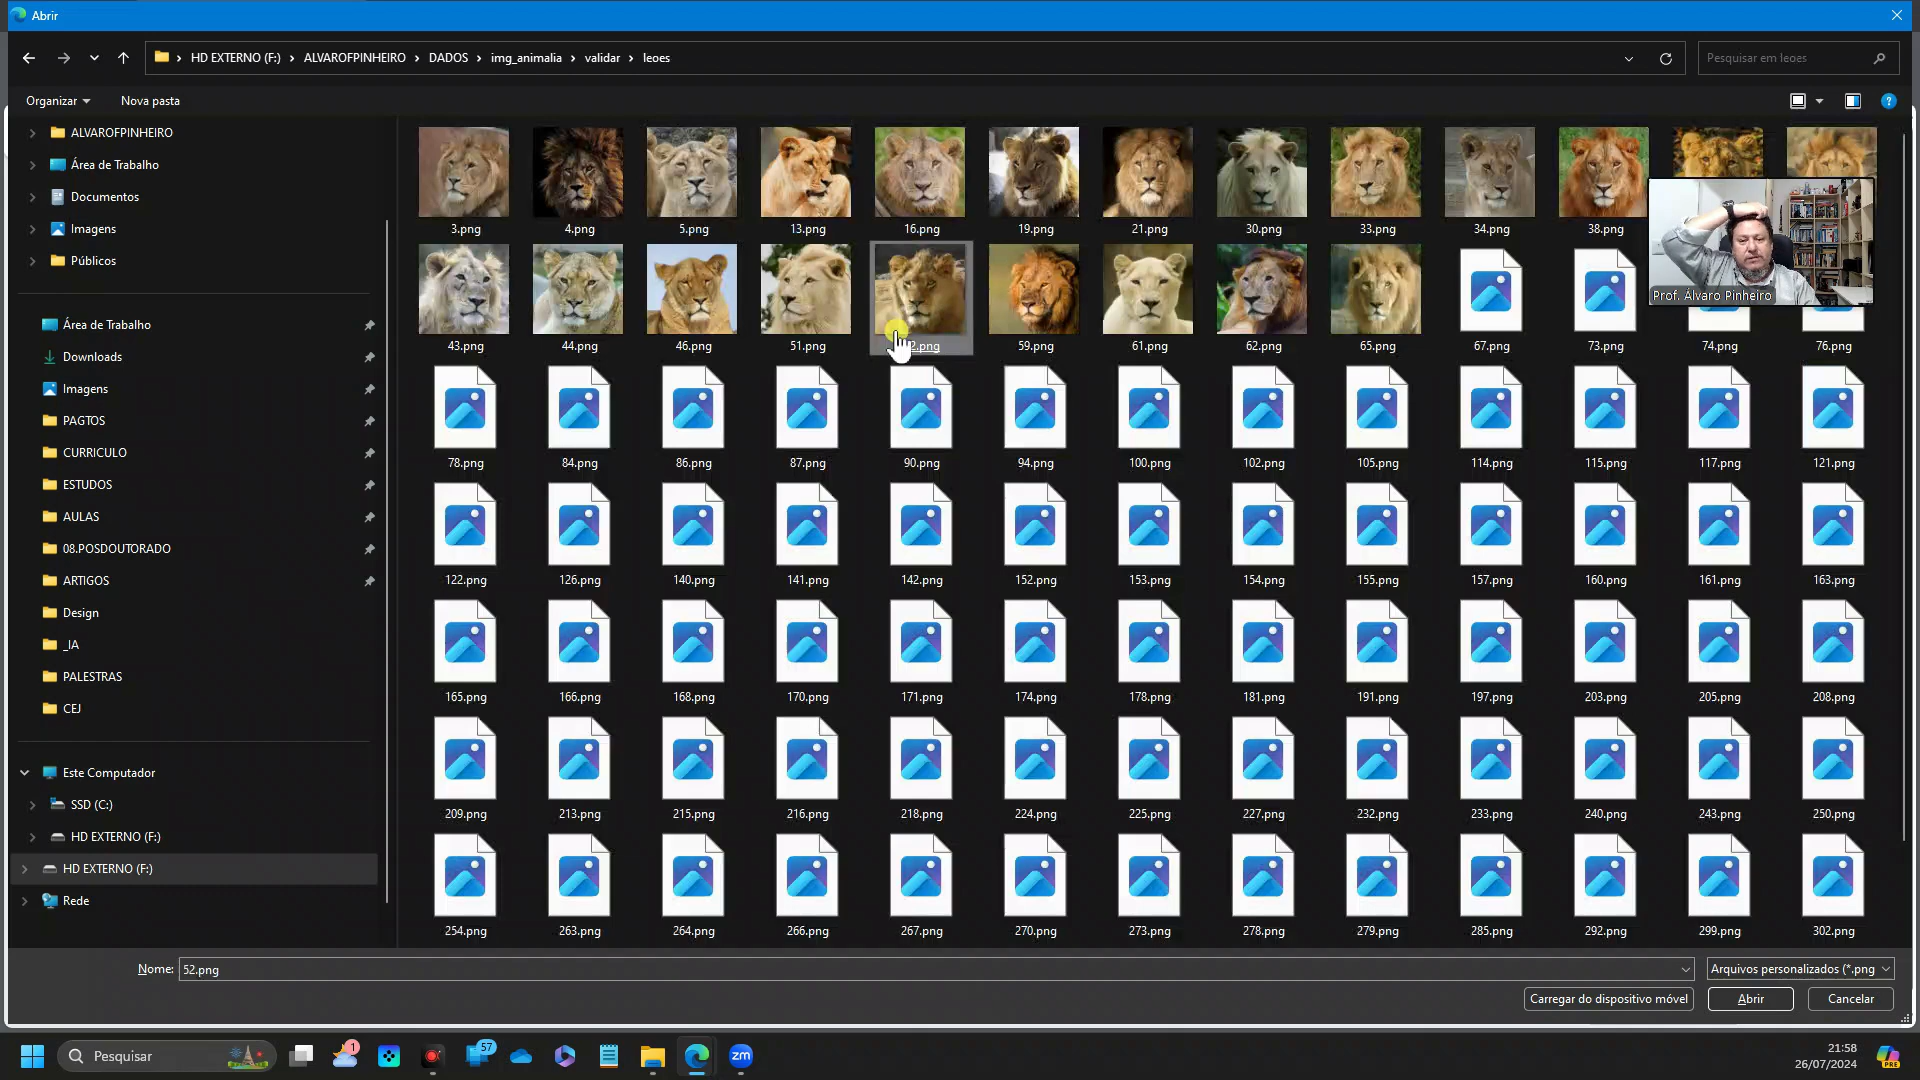 Abrir
HD EXTERNO (F:) › ALVAROFPINHEIRO › DADOS › img_animalia › validar › leoes
Pesquisar em leoes
Organizar
Nova pasta
ALVAROFPINHEIRO
Área de Trabalho
Documentos
Imagens
Públicos
Área de Trabalho
Downloads
Imagens
PAGTOS
CURRICULO
ESTUDOS
AULAS
08.POSDOUTORADO
ARTIGOS
Design
_IA
PALESTRAS
CEJ
Este Computador
SSD (C:)
HD EXTERNO (F:)
HD EXTERNO (F:)
Rede
3.png 4.png 5.png 13.png 16.png 19.png 21.png 30.png 33.png 34.png 38.png
Prof. Álvaro Pinheiro
43.png 44.png 46.png 51.png 2.png 59.png 61.png 62.png 65.png 67.png 73.png 74.png 76.png
78.png 84.png 86.png 87.png 90.png 94.png 100.png 102.png 105.png 114.png 115.png 117.png 121.png
122.png 126.png 140.png 141.png 142.png 152.png 153.png 154.png 155.png 157.png 160.png 161.png 163.png
165.png 166.png 168.png 170.png 171.png 174.png 178.png 181.png 191.png 197.png 203.png 205.png 208.png
209.png 213.png 215.png 216.png 218.png 224.png 225.png 227.png 232.png 233.png 240.png 243.png 250.png
254.png 263.png 264.png 266.png 267.png 270.png 273.png 278.png 279.png 285.png 292.png 299.png 302.png
Nome: 52.png
Arquivos personalizados (*.png
Carregar do dispositivo móvel
Abrir
Cancelar
Pesquisar
1
57
zm
21:58
26/07/2024
PRE